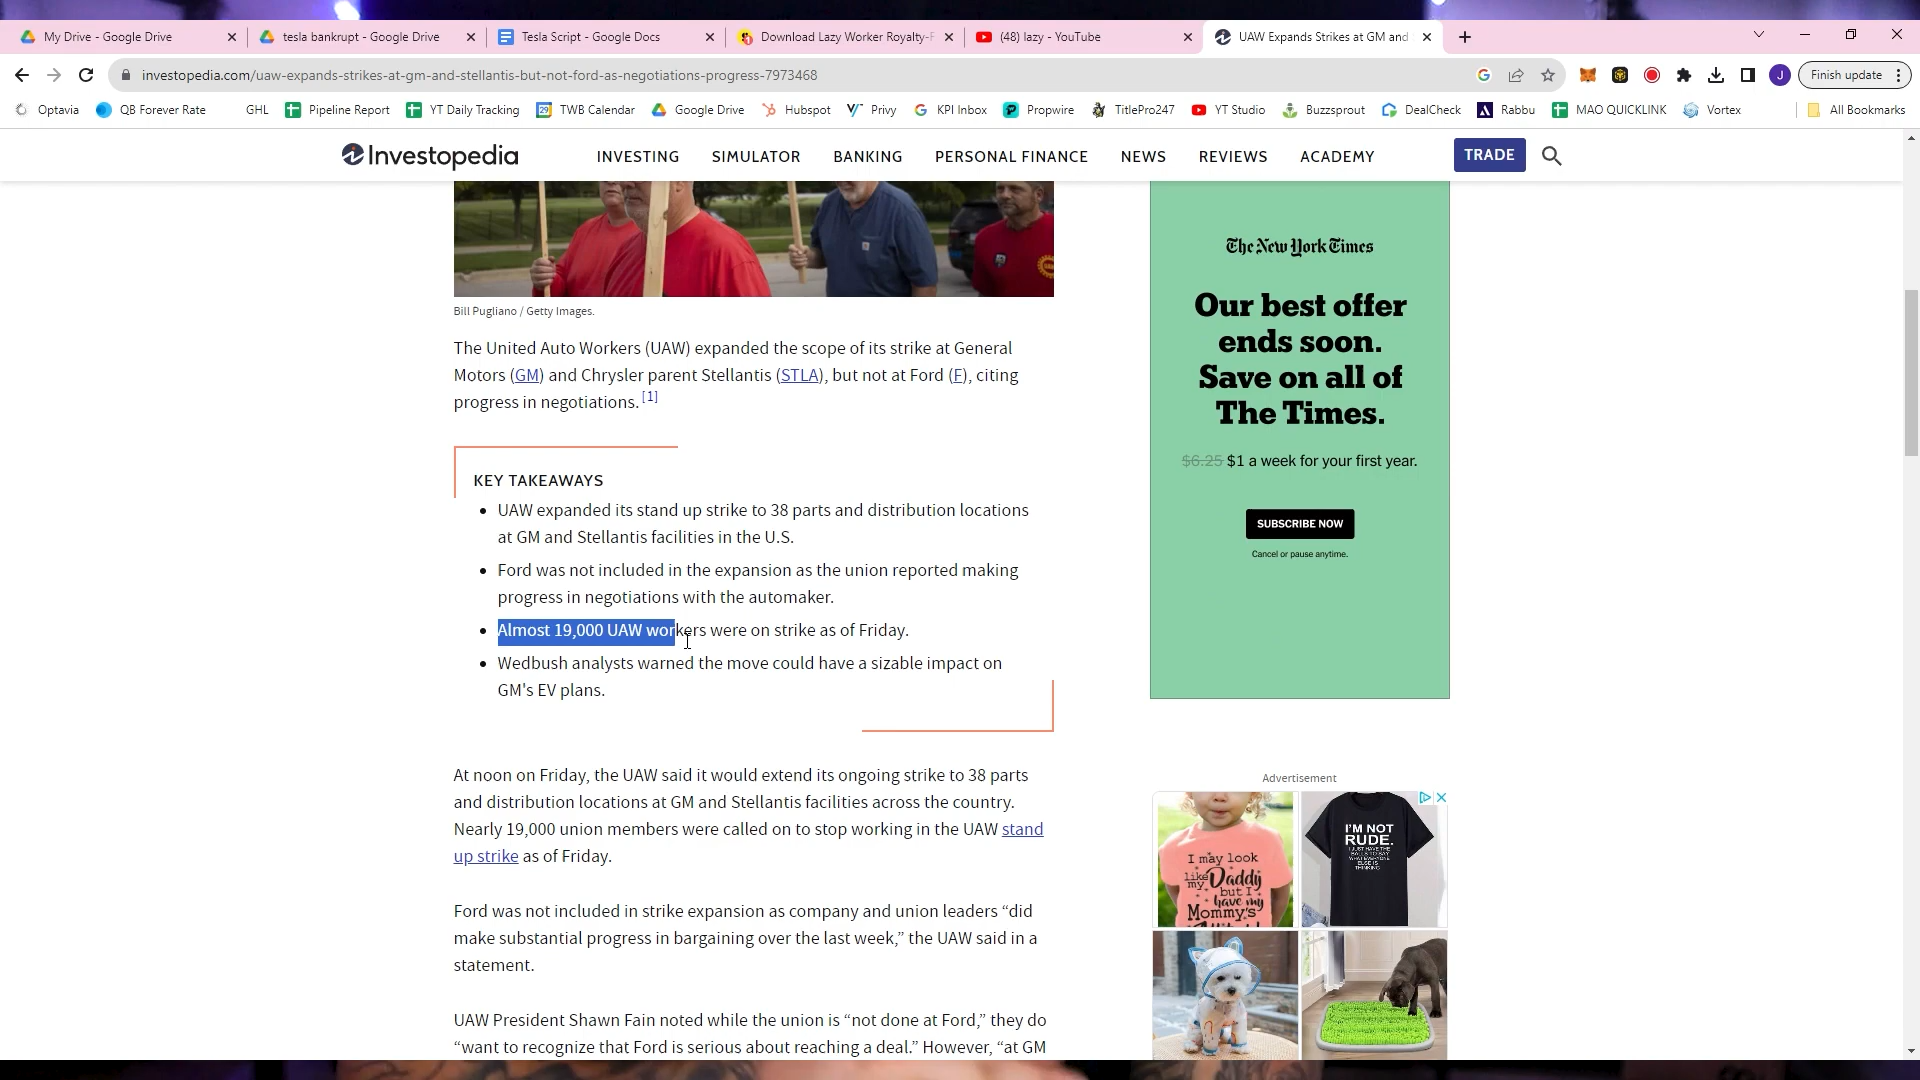 My Drive - Google Drive
tesla bankrupt - Google Drive
Tesla Script - Google Docs
Download Lazy Worker Royalty-F
(48) lazy - YouTube
UAW Expands Strikes at GM and
investopedia.com/uaw-expands-strikes-at-gm-and-stellantis-but-not-ford-as-negotiations-progress-7973468
J
Finish update
Optavia
QB Forever Rate
GHL
Pipeline Report
YT Daily Tracking
TWB Calendar
Google Drive
Hubspot
Privy
KPI Inbox
Propwire
TitlePro247
YT Studio
Buzzsprout
DealCheck
Rabbu
MAO QUICKLINK
Vortex
All Bookmarks
Investopedia
INVESTING
SIMULATOR
BANKING
PERSONAL FINANCE
NEWS
REVIEWS
ACADEMY
TRADE
Bill Pugliano / Getty Images.
The United Auto Workers (UAW) expanded the scope of its strike at General
Motors (GM) and Chrysler parent Stellantis (STLA), but not at Ford (F), citing
progress in negotiations. [1]
KEY TAKEAWAYS
UAW expanded its stand up strike to 38 parts and distribution locations
at GM and Stellantis facilities in the U.S.
Ford was not included in the expansion as the union reported making
progress in negotiations with the automaker.
Almost 19,000 UAW workers were on strike as of Friday.
Wedbush analysts warned the move could have a sizable impact on
GM's EV plans.
At noon on Friday, the UAW said it would extend its ongoing strike to 38 parts
and distribution locations at GM and Stellantis facilities across the country.
Nearly 19,000 union members were called on to stop working in the UAW stand
up strike as of Friday.
Ford was not included in strike expansion as company and union leaders “did
make substantial progress in bargaining over the last week,” the UAW said in a
statement.
UAW President Shawn Fain noted while the union is “not done at Ford,” they do
“want to recognize that Ford is serious about reaching a deal.” However, “at GM
The New York Times
Our best offer
ends soon.
Save on all of
The Times.
$6.25 $1 a week for your first year.
SUBSCRIBE NOW
Cancel or pause anytime.
Advertisement
I may look
like my Daddy
but I
have my
Mommy's
I'M NOT
RUDE.
I JUST HAVE THE
BALLS TO SAY
WHAT EVERYONE
ELSE IS
THINKING